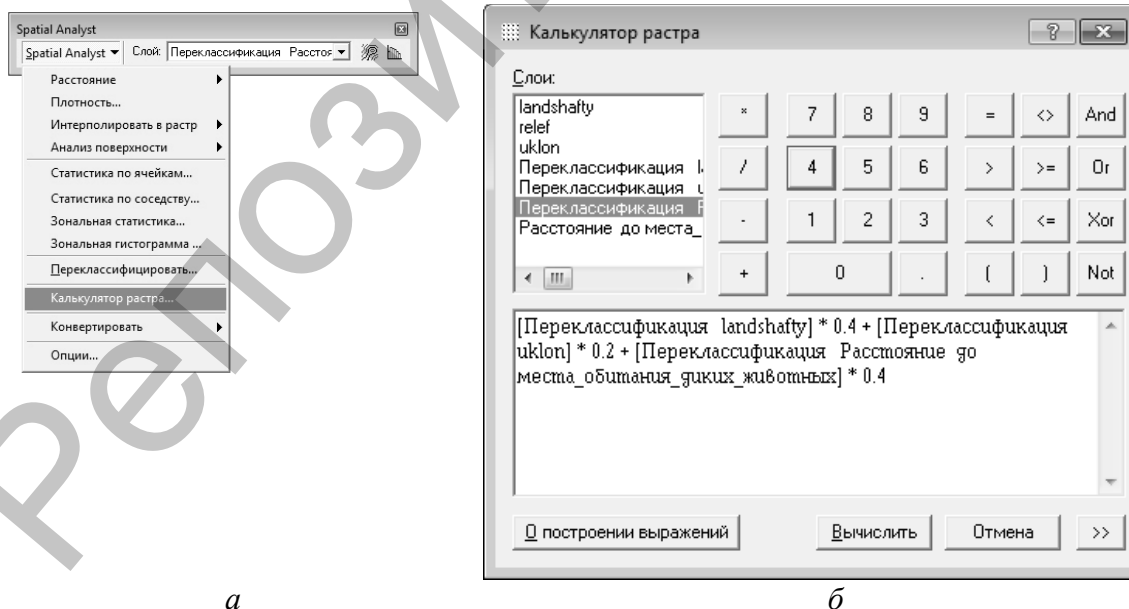 Spatial Analyst
Spatial Analyst Слой: Переклассификация Расстоя
Расстояние
Плотность...
Интерполировать в растр
Анализ поверхности
Статистика по ячейкам...
Статистика по соседству...
Зональная статистика...
Зональная гистограмма ...
Переклассифицировать...
Калькулятор растра...
Конвертировать
Опции...
а
Калькулятор растра
Слои:
landshafty
relef
uklon
Переклассификация l
Переклассификация u
Переклассификация F
Расстояние до места_
* 7 8 9 = <> And
/ 4 5 6 > >= Or
- 1 2 3 < <= Xor
+ 0 . ( ) Not
[Переклассификация landshafty] * 0.4 + [Переклассификация
uklon] * 0.2 + [Переклассификация Расстояние до
места_обитания_диких_животных] * 0.4
О построении выражений Вычислить Отмена >>
б